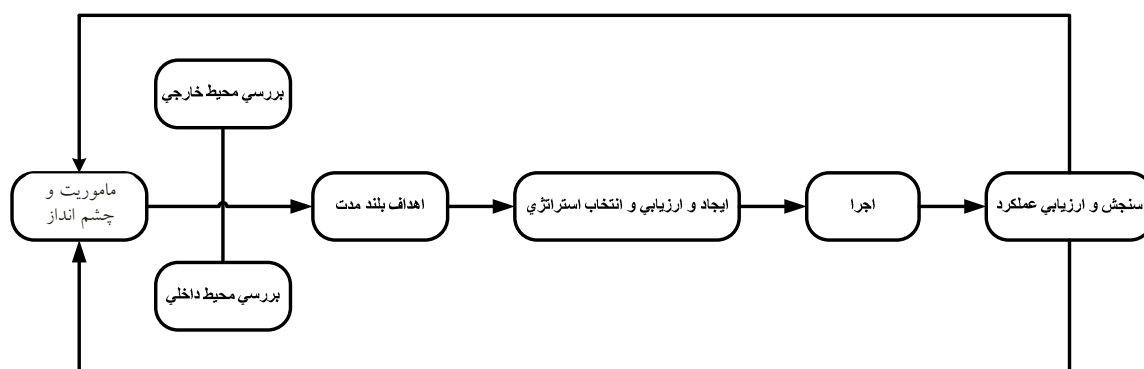 بررسي محيط خارجي
ماموريت و
چشم انداز
اهداف بلند مدت
ايجاد و ارزيابي و انتخاب استراتژي
اجرا
سنجش و ارزيابي عملكرد
بررسي محيط داخلي